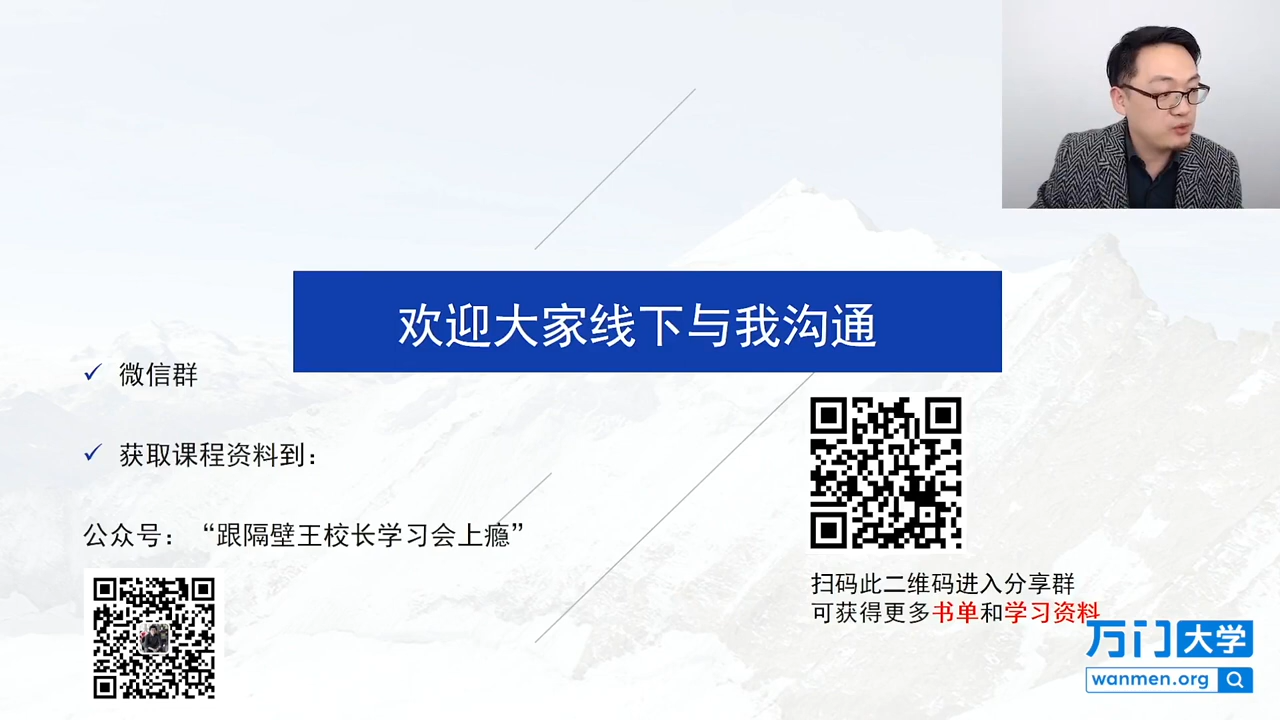 欢迎大家线下与我沟通
微信群
获取课程资料到：
公众号：“跟隔壁王校长学习会上瘾”
扫码此二维码进入分享群
可获得更多书单和学习资料
万门大学
wanmen.org